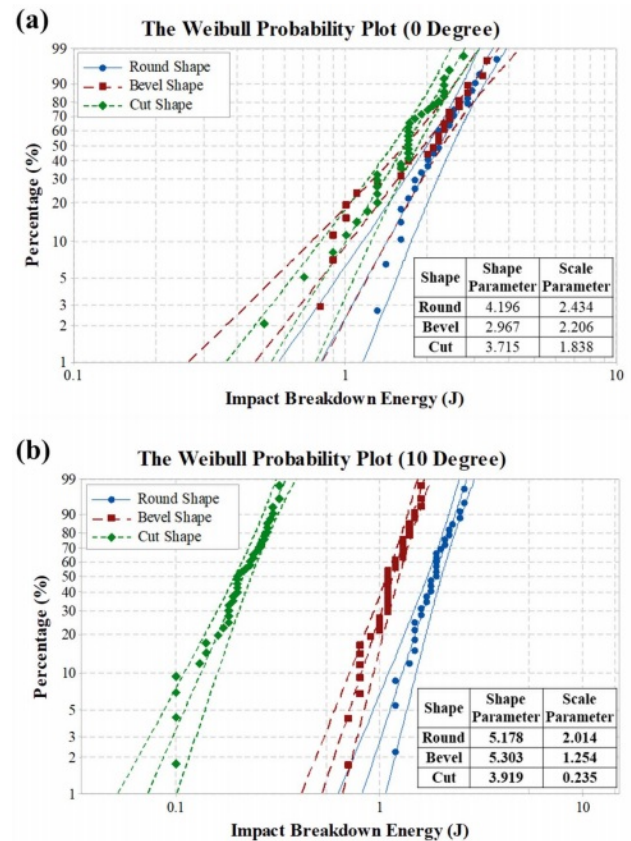 (a)
The Weibull Probability Plot (0 Degree)
Percentage (%)
99
90
80
70
60
50
40
30
20
10
5
3
2
1
Round Shape
Bevel Shape
Cut Shape
Shape Shape Parameter Scale Parameter
Round 4.196 2.434
Bevel 2.967 2.206
Cut 3.715 1.838
0.1 1 10
Impact Breakdown Energy (J)
(b)
The Weibull Probability Plot (10 Degree)
Percentage (%)
99
90
80
70
60
50
40
30
20
10
5
3
2
1
Round Shape
Bevel Shape
Cut Shape
Shape Shape Parameter Scale Parameter
Round 5.178 2.014
Bevel 5.303 1.254
Cut 3.919 0.235
0.1 1 10
Impact Breakdown Energy (J)